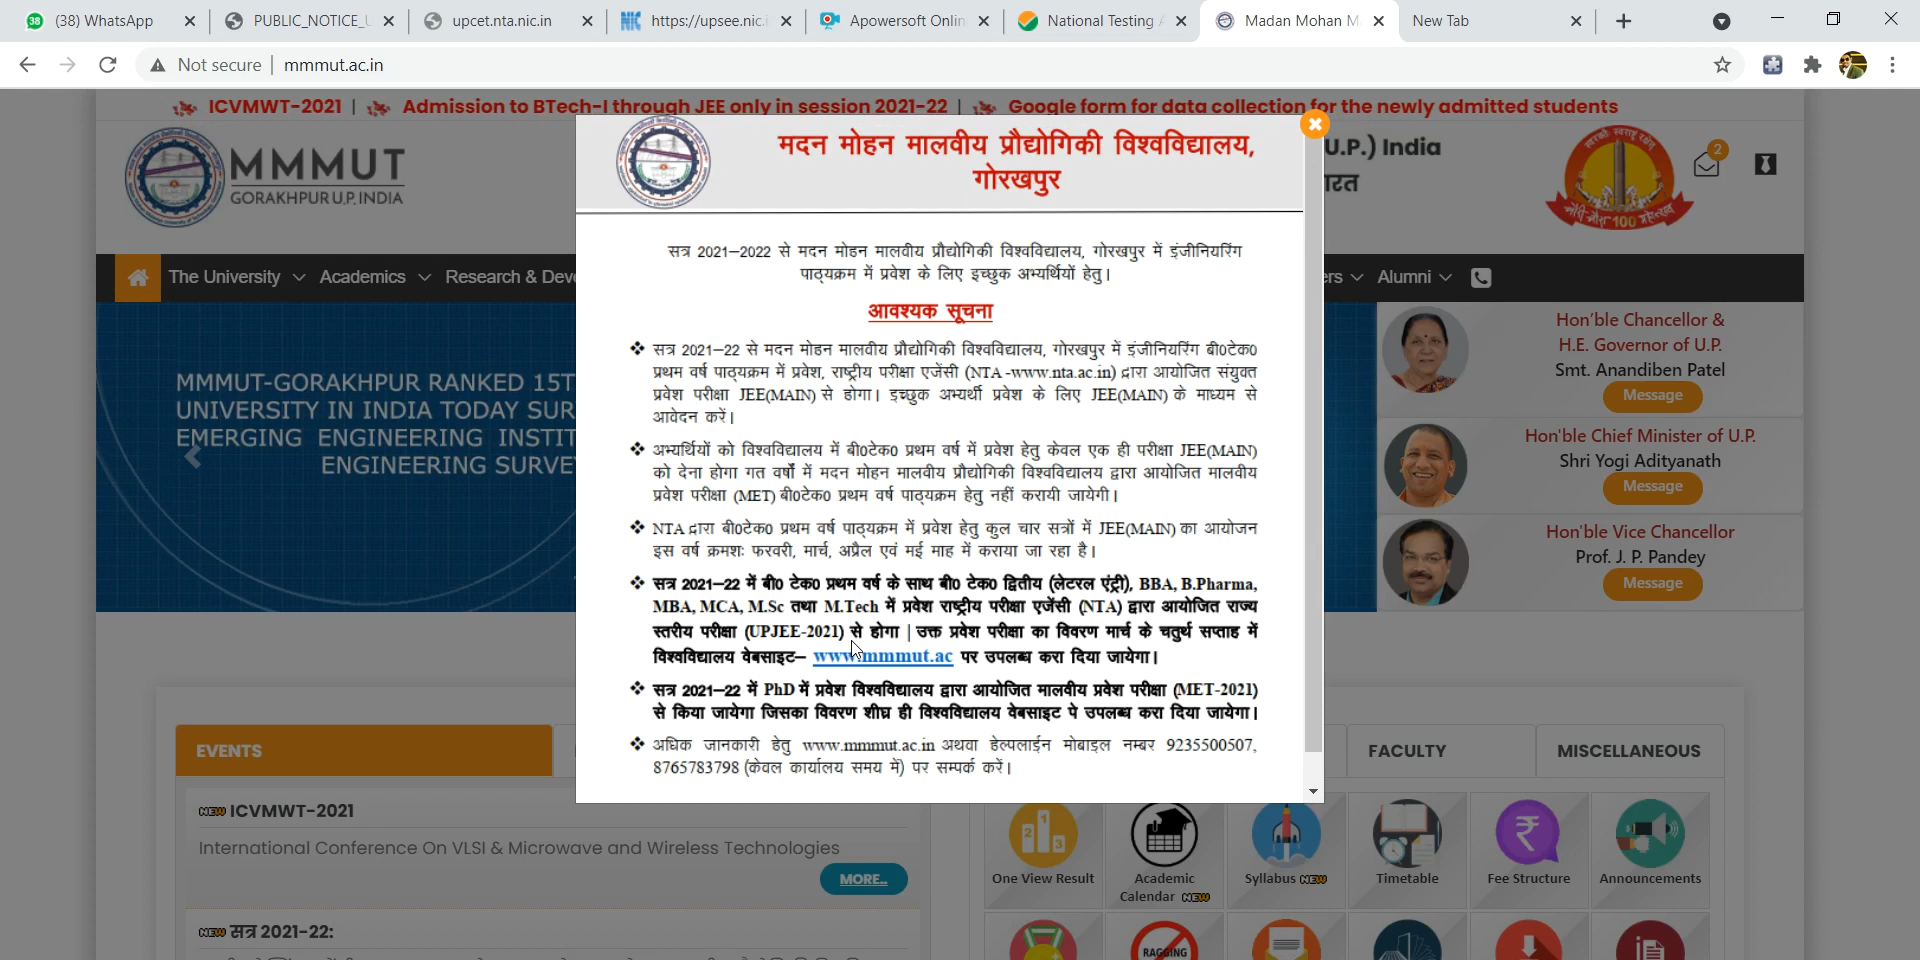 (38) WhatsApp
PUBLIC_NOTICE_U
upcet.nta.nic.in
https://upsee.nic.i
Apowersoft Onlin
National Testing A
Madan Mohan M
New Tab
Not secure | mmmut.ac.in
ICVMWT-2021 | Admission to BTech-I through JEE only in session 2021-22 | Google form for data collection for the newly admitted students
MMMUT
GORAKHPUR U.P, INDIA
मदन मोहन मालवीय प्रौद्योगिकी विश्वविद्यालय,
गोरखपुर
U.P.) India
2
The University
Academics
Research & Deve
ers
Alumni
सत्र 2021–2022 से मदन मोहन मालवीय प्रौद्योगिकी विश्वविद्यालय, गोरखपुर में इंजीनियरिंग
पाठ्यक्रम में प्रवेश के लिए इच्छुक अभ्यर्थियों हेतु।
आवश्यक सूचना
❖ सत्र 2021–22 से मदन मोहन मालवीय प्रौद्योगिकी विश्वविद्यालय, गोरखपुर में इंजीनियरिंग बी0टेक0
प्रथम वर्ष पाठ्यक्रम में प्रवेश, राष्ट्रीय परीक्षा एजेंसी (NTA -www.nta.ac.in) द्वारा आयोजित संयुक्त
प्रवेश परीक्षा JEE(MAIN) से होगा। इच्छुक अभ्यर्थी प्रवेश के लिए JEE(MAIN) के माध्यम से
आवेदन करें।
❖ अभ्यर्थियों को विश्वविद्यालय में बी0टेक0 प्रथम वर्ष में प्रवेश हेतु केवल एक ही परीक्षा JEE(MAIN)
को देना होगा गत वर्षों में मदन मोहन मालवीय प्रौद्योगिकी विश्वविद्यालय द्वारा आयोजित मालवीय
प्रवेश परीक्षा (MET) बी0टेक0 प्रथम वर्ष पाठ्यक्रम हेतु नहीं करायी जायेगी।
❖ NTA द्वारा बी0टेक0 प्रथम वर्ष पाठ्यक्रम में प्रवेश हेतु कुल चार सत्रों में JEE(MAIN) का आयोजन
इस वर्ष क्रमशः फरवरी, मार्च, अप्रैल एवं मई माह में कराया जा रहा है।
❖ सत्र 2021–22 में बी0 टेक0 प्रथम वर्ष के साथ बी0 टेक0 द्वितीय (लेटरल एंट्री), BBA, B.Pharma,
MBA, MCA, M.Sc तथा M.Tech में प्रवेश राष्ट्रीय परीक्षा एजेंसी (NTA) द्वारा आयोजित राज्य
स्तरीय परीक्षा (UPJEE-2021) से होगा | उक्त प्रवेश परीक्षा का विवरण मार्च के चतुर्थ सप्ताह में
विश्वविद्यालय वेबसाइट– www.mmmut.ac पर उपलब्ध करा दिया जायेगा।
❖ सत्र 2021–22 में PhD में प्रवेश विश्वविद्यालय द्वारा आयोजित मालवीय प्रवेश परीक्षा (MET-2021)
से किया जायेगा जिसका विवरण शीघ्र ही विश्वविद्यालय वेबसाइट पे उपलब्ध करा दिया जायेगा।
❖ अधिक जानकारी हेतु www.mmmut.ac.in अथवा हेल्पलाईन मोबाइल नम्बर 9235500507,
8765783798 (केवल कार्यालय समय में) पर सम्पर्क करें।
MMMUT-GORAKHPUR RANKED 15T
UNIVERSITY IN INDIA TODAY SUR
EMERGING ENGINEERING INSTIT
ENGINEERING SURVE
Hon'ble Chancellor &
H.E. Governor of U.P.
Smt. Anandiben Patel
Message
Hon'ble Chief Minister of U.P.
Shri Yogi Adityanath
Message
Hon'ble Vice Chancellor
Prof. J. P. Pandey
Message
EVENTS
FACULTY
MISCELLANEOUS
NEW ICVMWT-2021
International Conference On VLSI & Microwave and Wireless Technologies
MORE..
NEW सत्र 2021-22:
One View Result
Academic
Calendar NEW
Syllabus NEW
Timetable
Fee Structure
Announcements
RAGGING